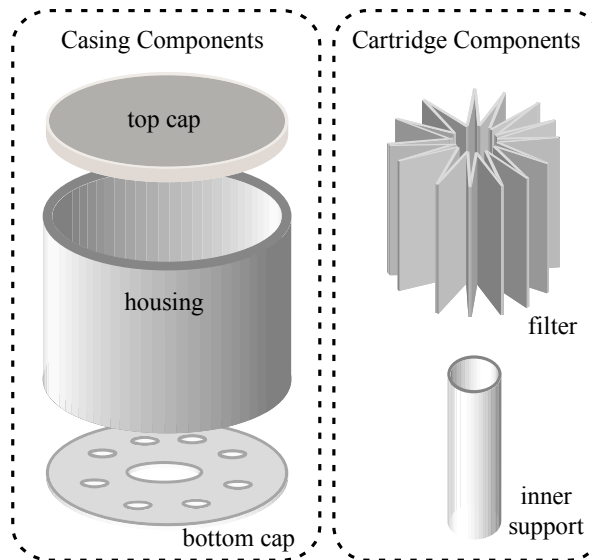 Casing Components
top cap
housing
bottom cap
Cartridge Components
filter
inner
support